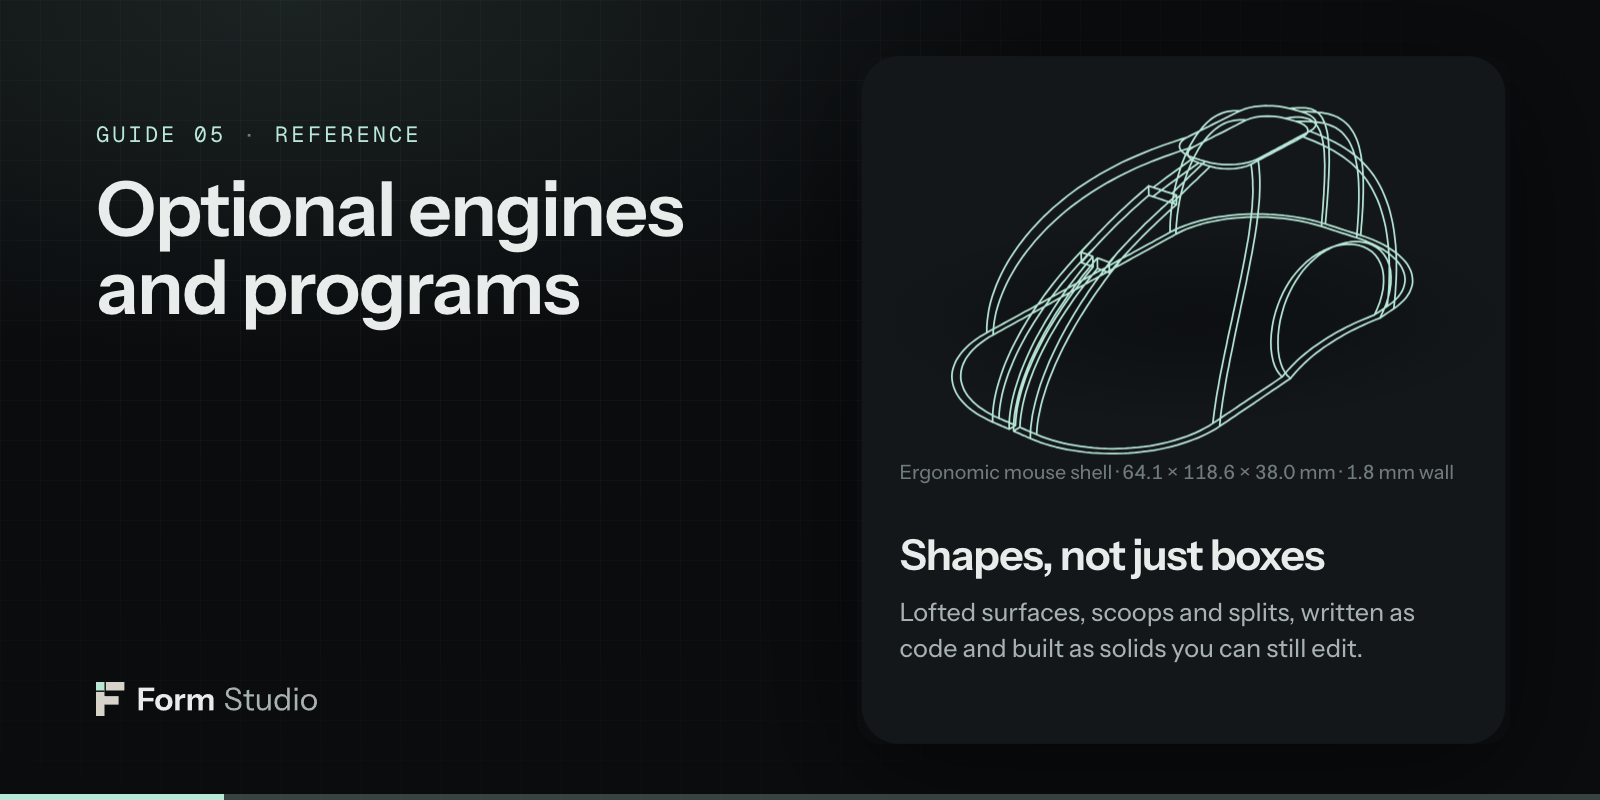 GUIDE 05 · REFERENCE
Optional engines
and programs
Form Studio
Ergonomic mouse shell · 64.1 × 118.6 × 38.0 mm · 1.8 mm wall
Shapes, not just boxes
Lofted surfaces, scoops and splits, written as
code and built as solids you can still edit.